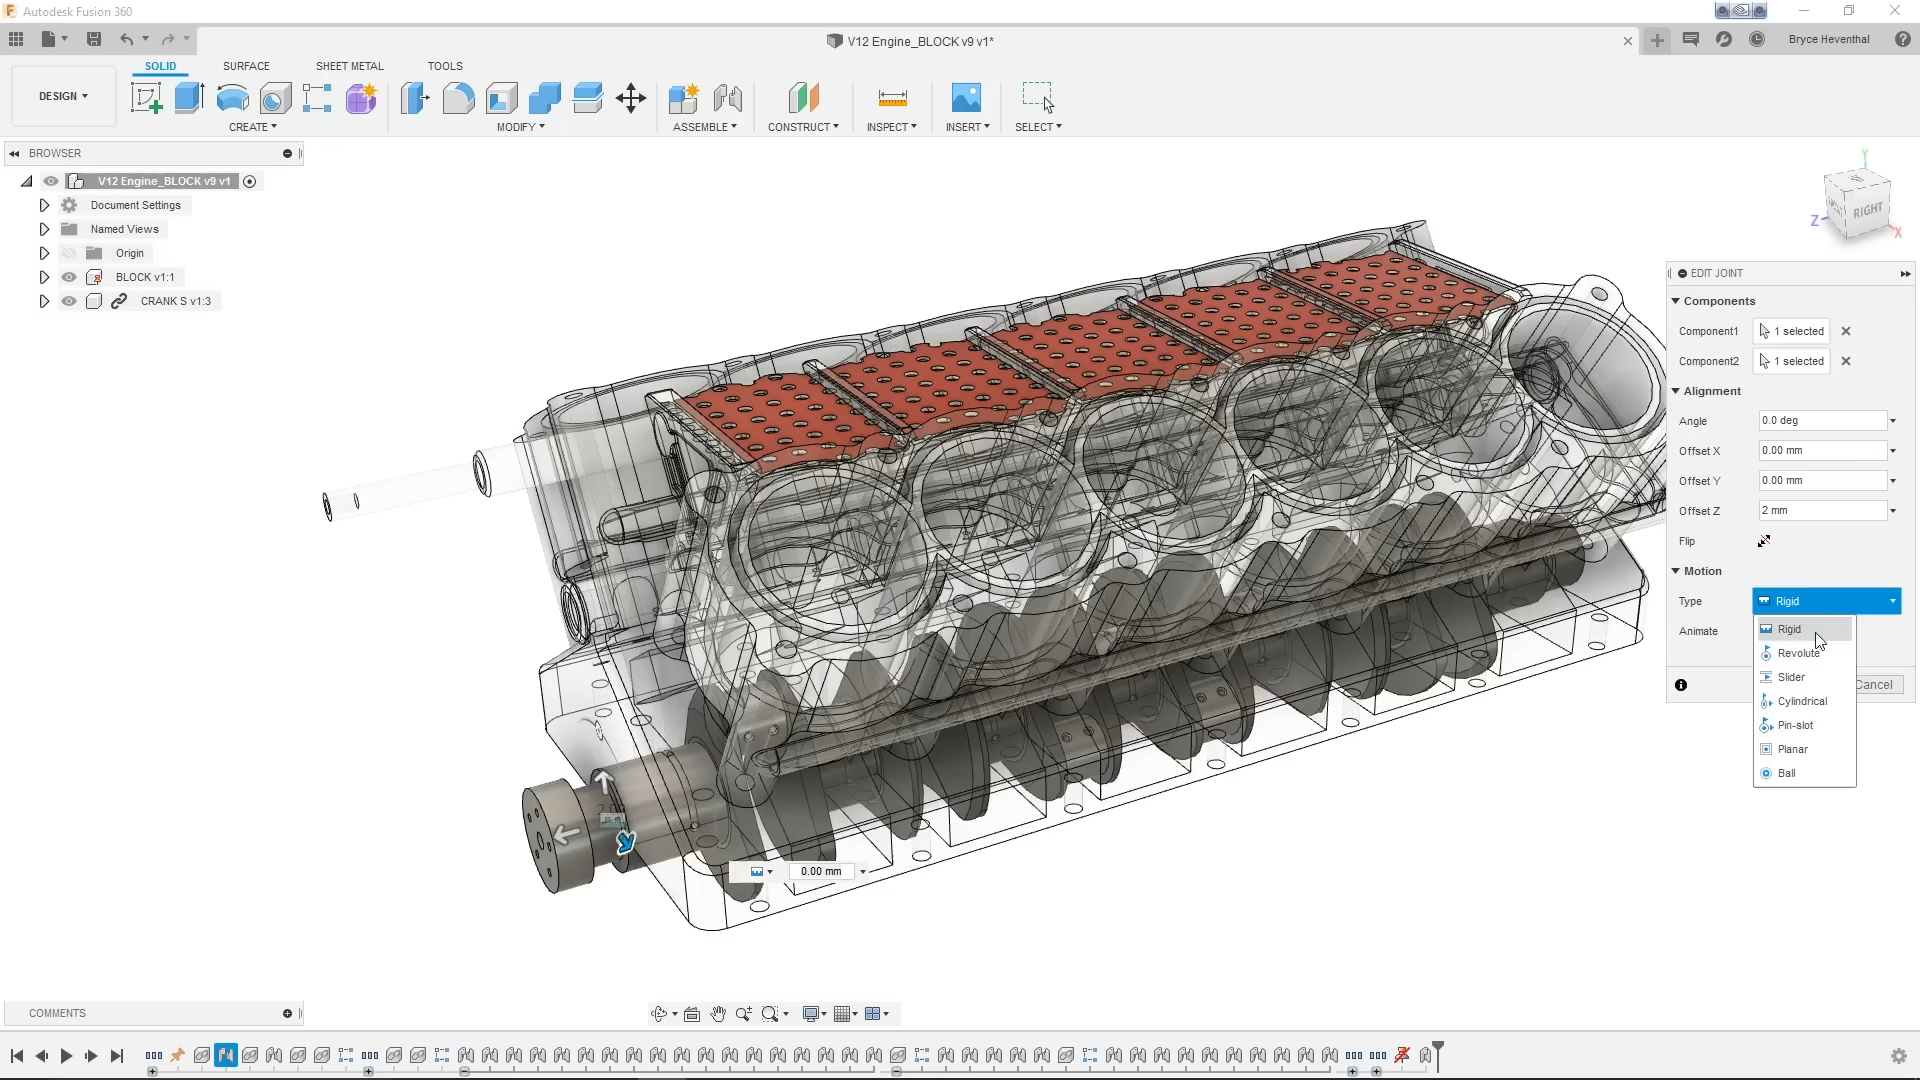 Autodesk Fusion 360
V12 Engine_BLOCK v9 v1*
Bryce Heventhal
DESIGN
SOLID
SURFACE
SHEET METAL
TOOLS
CREATE
MODIFY
ASSEMBLE
CONSTRUCT
INSPECT
INSERT
SELECT
BROWSER
V12 Engine_BLOCK v9 v1
Document Settings
Named Views
Origin
BLOCK v1:1
CRANK S v1:3
Y
Z
X
RIGHT
EDIT JOINT
Components
Component1 1 selected
Component2 1 selected
Alignment
Angle 0.0 deg
Offset X 0.00 mm
Offset Y 0.00 mm
Offset Z 2 mm
Flip
Motion
Type Rigid
Animate
Rigid
Revolute
Slider
Cylindrical
Pin-slot
Planar
Ball
Cancel
0.00 mm
COMMENTS